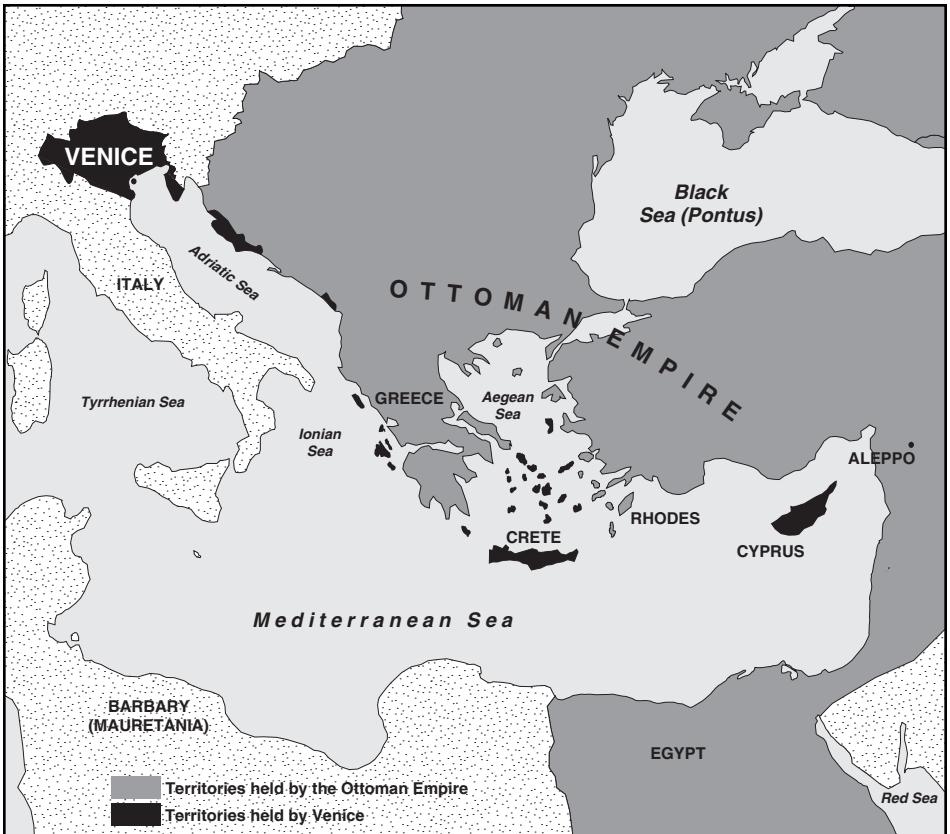 VENICE
Black
Sea (Pontus)
Adriatic Sea
ITALY
OTTOMAN EMPIRE
Tyrrhenian Sea
GREECE
Aegean
Sea
Ionian
Sea
ALEPPO
RHODES
CRETE
CYPRUS
Mediterranean Sea
BARBARY
(MAURETANIA)
EGYPT
Red Sea
Territories held by the Ottoman Empire
Territories held by Venice